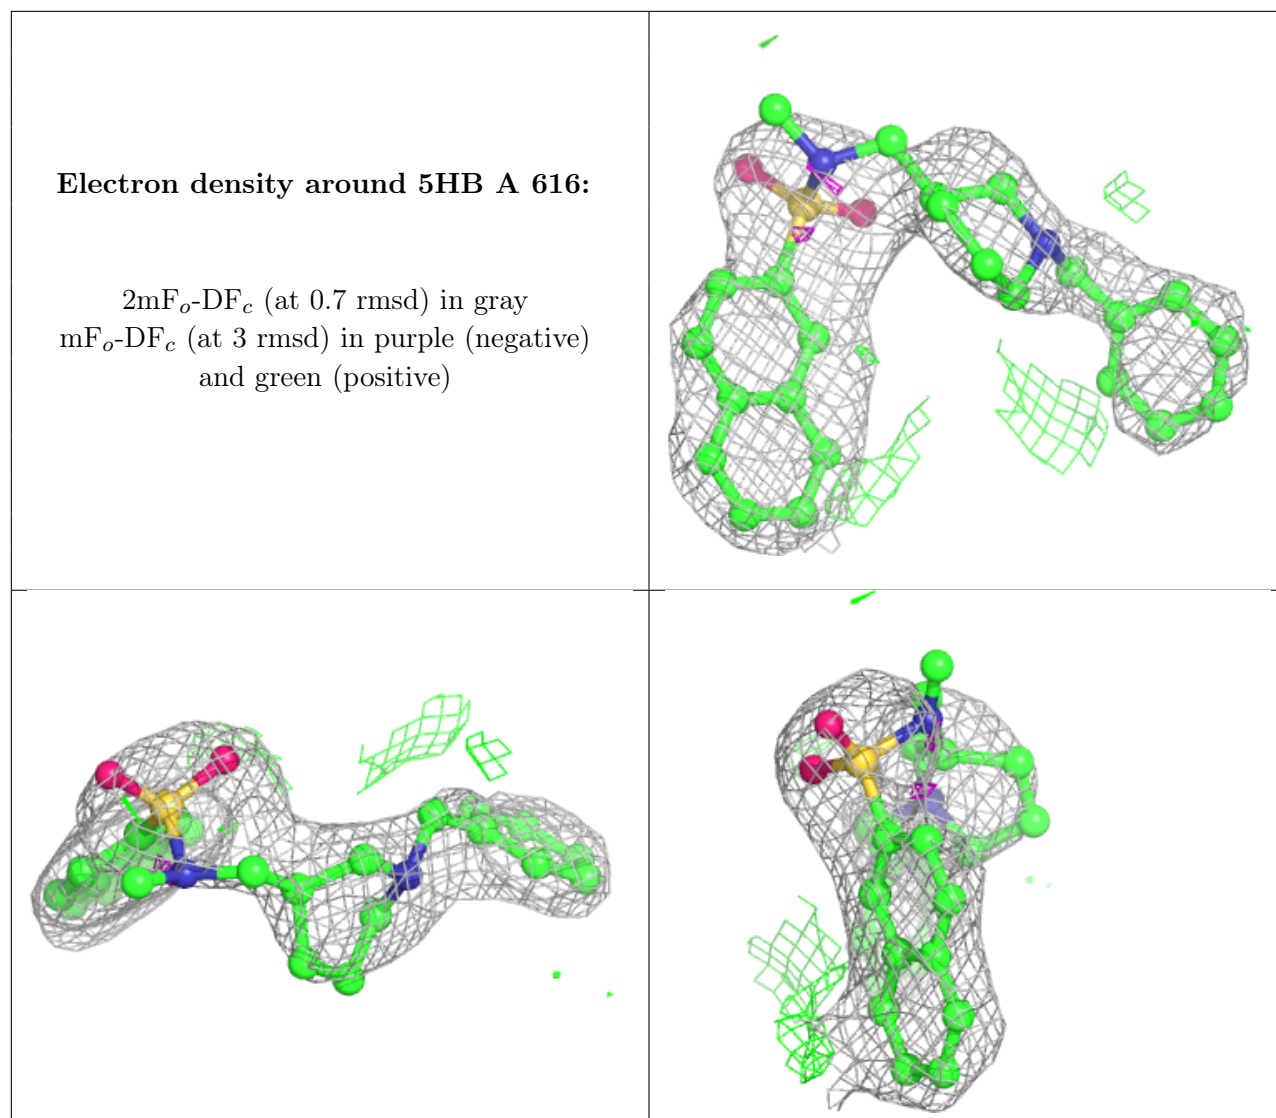 Electron density around 5HB A 616:
2mFo-DFc (at 0.7 rmsd) in gray
mFo-DFc (at 3 rmsd) in purple (negative)
and green (positive)